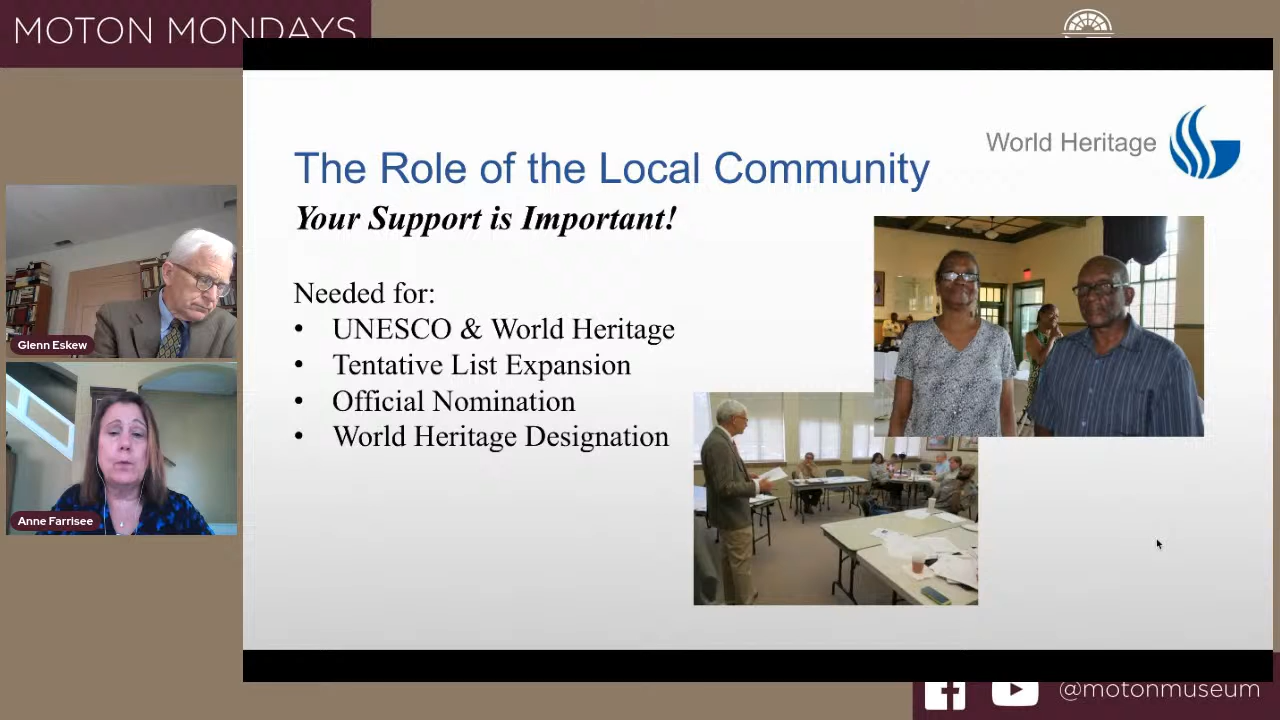 MOTON MONDAYS
World Heritage
The Role of the Local Community
Your Support is Important!
Needed for:
• UNESCO & World Heritage
• Tentative List Expansion
• Official Nomination
• World Heritage Designation
Glenn Eskew
Anne Farrisee
@motonmuseum